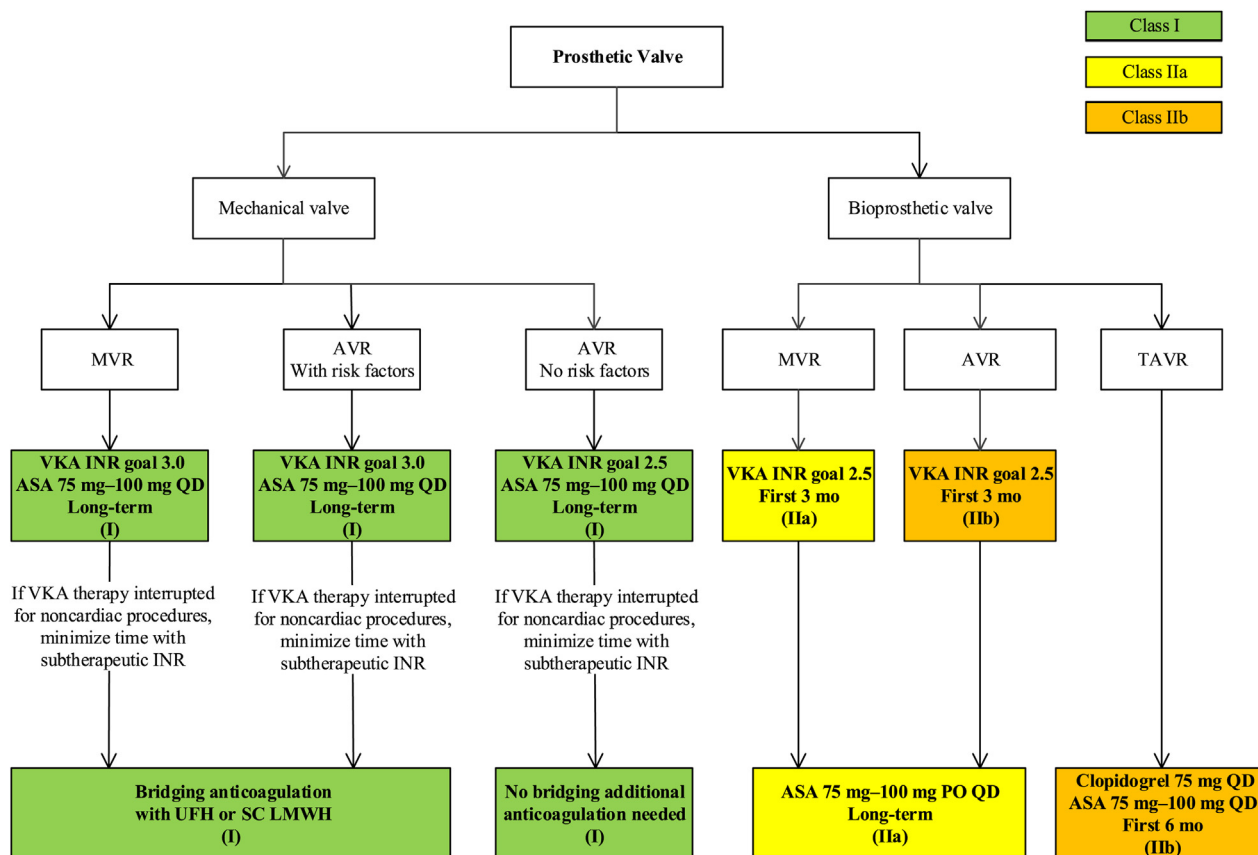 Class I
Class IIa
Class IIb
Prosthetic Valve
Mechanical valve
Bioprosthetic valve
MVR
AVR
With risk factors
AVR
No risk factors
MVR
AVR
TAVR
VKA INR goal 3.0
ASA 75 mg–100 mg QD
Long-term
(I)
VKA INR goal 3.0
ASA 75 mg–100 mg QD
Long-term
(I)
VKA INR goal 2.5
ASA 75 mg–100 mg QD
Long-term
(I)
VKA INR goal 2.5
First 3 mo
(IIa)
VKA INR goal 2.5
First 3 mo
(IIb)
If VKA therapy interrupted
for noncardiac procedures,
minimize time with
subtherapeutic INR
If VKA therapy interrupted
for noncardiac procedures,
minimize time with
subtherapeutic INR
If VKA therapy interrupted
for noncardiac procedures,
minimize time with
subtherapeutic INR
Bridging anticoagulation
with UFH or SC LMWH
(I)
No bridging additional
anticoagulation needed
(I)
ASA 75 mg–100 mg PO QD
Long-term
(IIa)
Clopidogrel 75 mg QD
ASA 75 mg–100 mg QD
First 6 mo
(IIb)